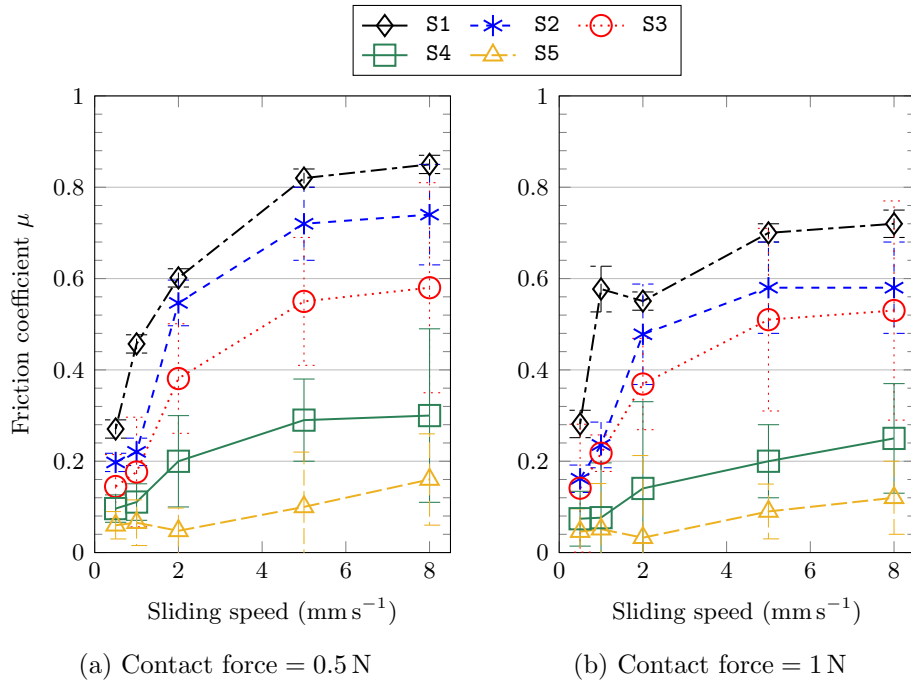 S1 S2 S3
S4 S5
1
0.8
0.6
0.4
0.2
0
0 2 4 6 8
Friction coefficient μ
Sliding speed (mm s⁻¹)
(a) Contact force = 0.5 N
1
0.8
0.6
0.4
0.2
0
0 2 4 6 8
Sliding speed (mm s⁻¹)
(b) Contact force = 1 N